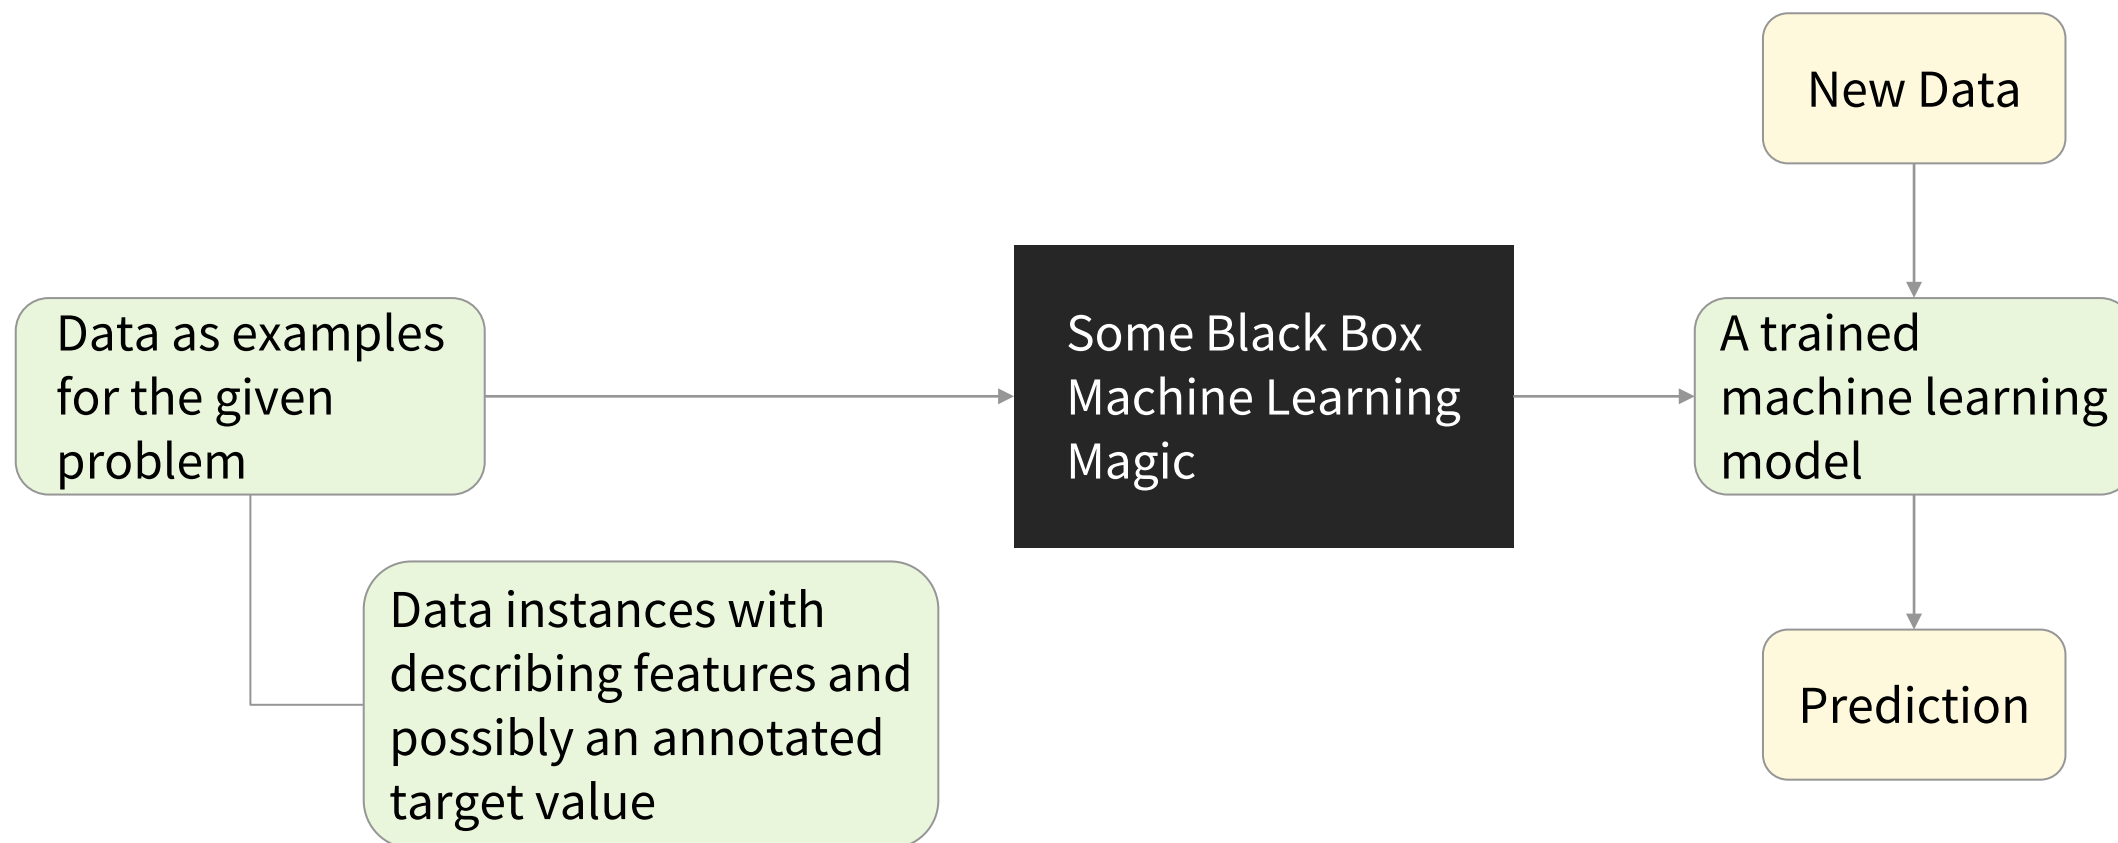 New Data
Data as examples
for the given
problem
Some Black Box
Machine Learning
Magic
A trained
machine learning
model
Data instances with
describing features and
possibly an annotated
target value
Prediction